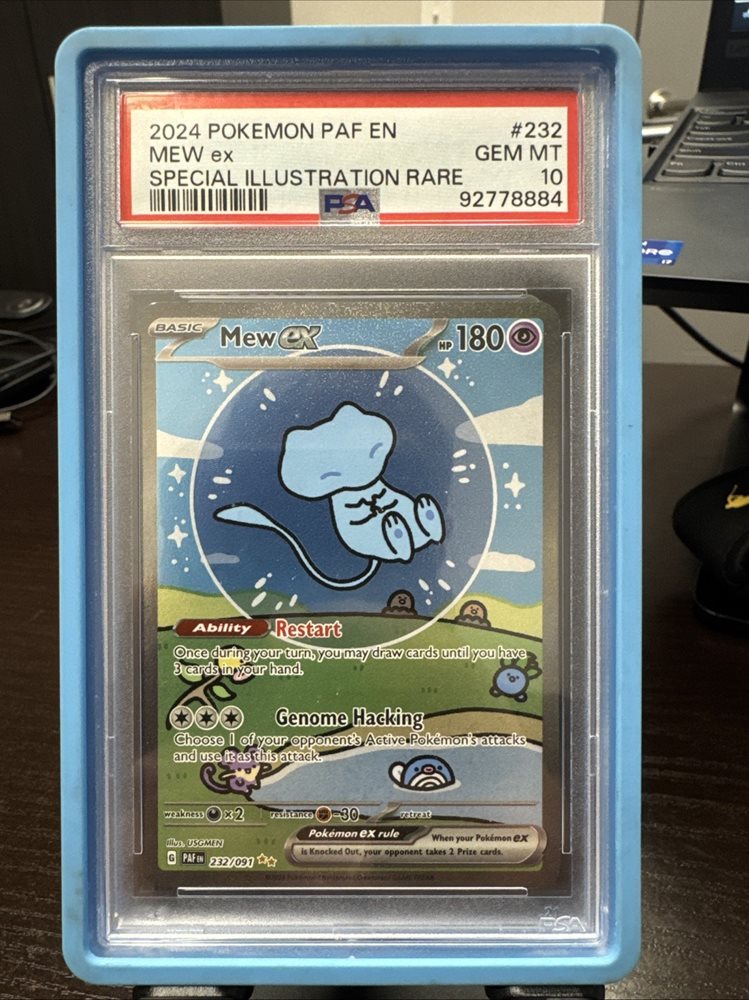 2024 POKEMON PAF EN #232
MEW ex GEM MT
SPECIAL ILLUSTRATION RARE 10
PSA 92778884
BASIC Mew ex HP 180
Ability Restart
Once during your turn, you may draw cards until you have
3 cards in your hand.
Genome Hacking
Choose 1 of your opponent's Active Pokémon's attacks
and use it as this attack.
weakness ×2 resistance -30 retreat
Illus. USGMEN
Pokémon ex rule When your Pokémon ex
is Knocked Out, your opponent takes 2 Prize cards.
G PAF EN 232/091
PSA